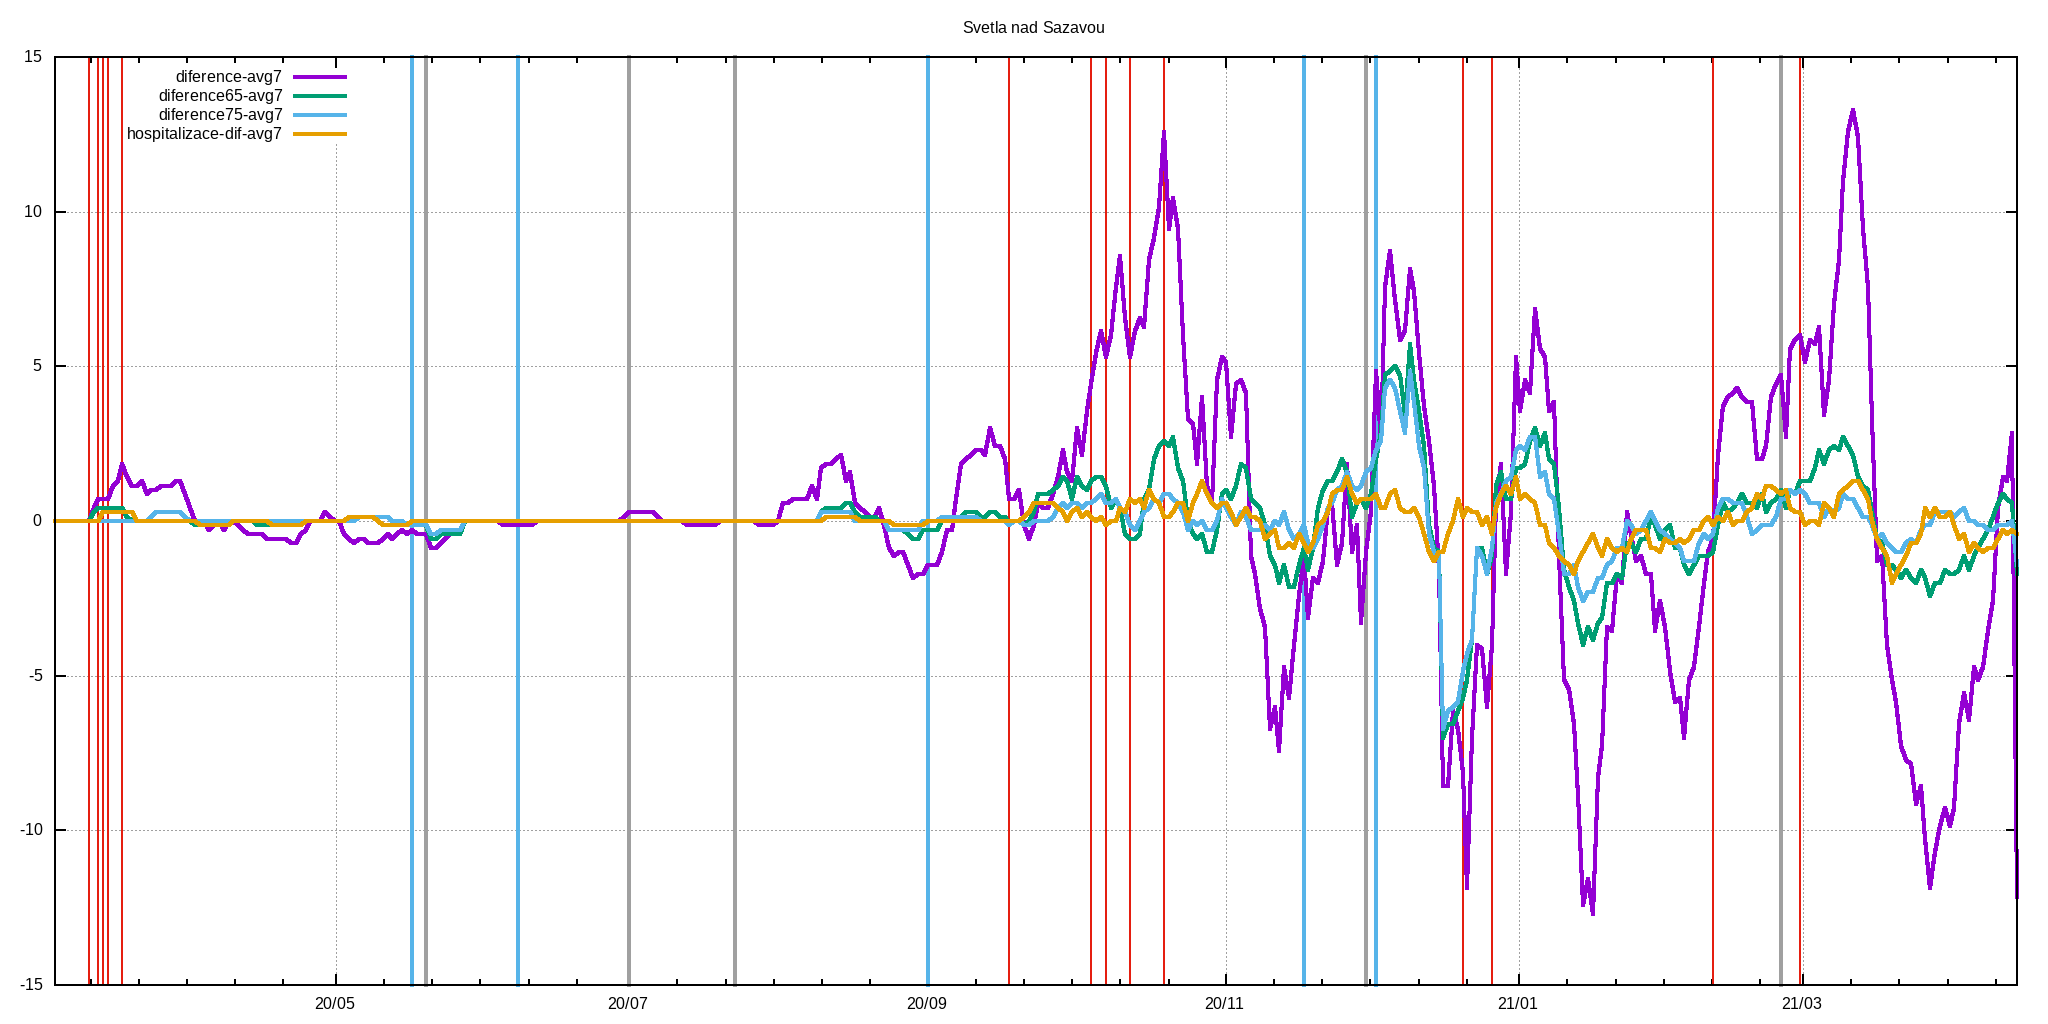 Svetla nad Sazavou
15
10
5
0
-5
-10
-15
diference-avg7
diference65-avg7
diference75-avg7
hospitalizace-dif-avg7
20/05
20/07
20/09
20/11
21/01
21/03